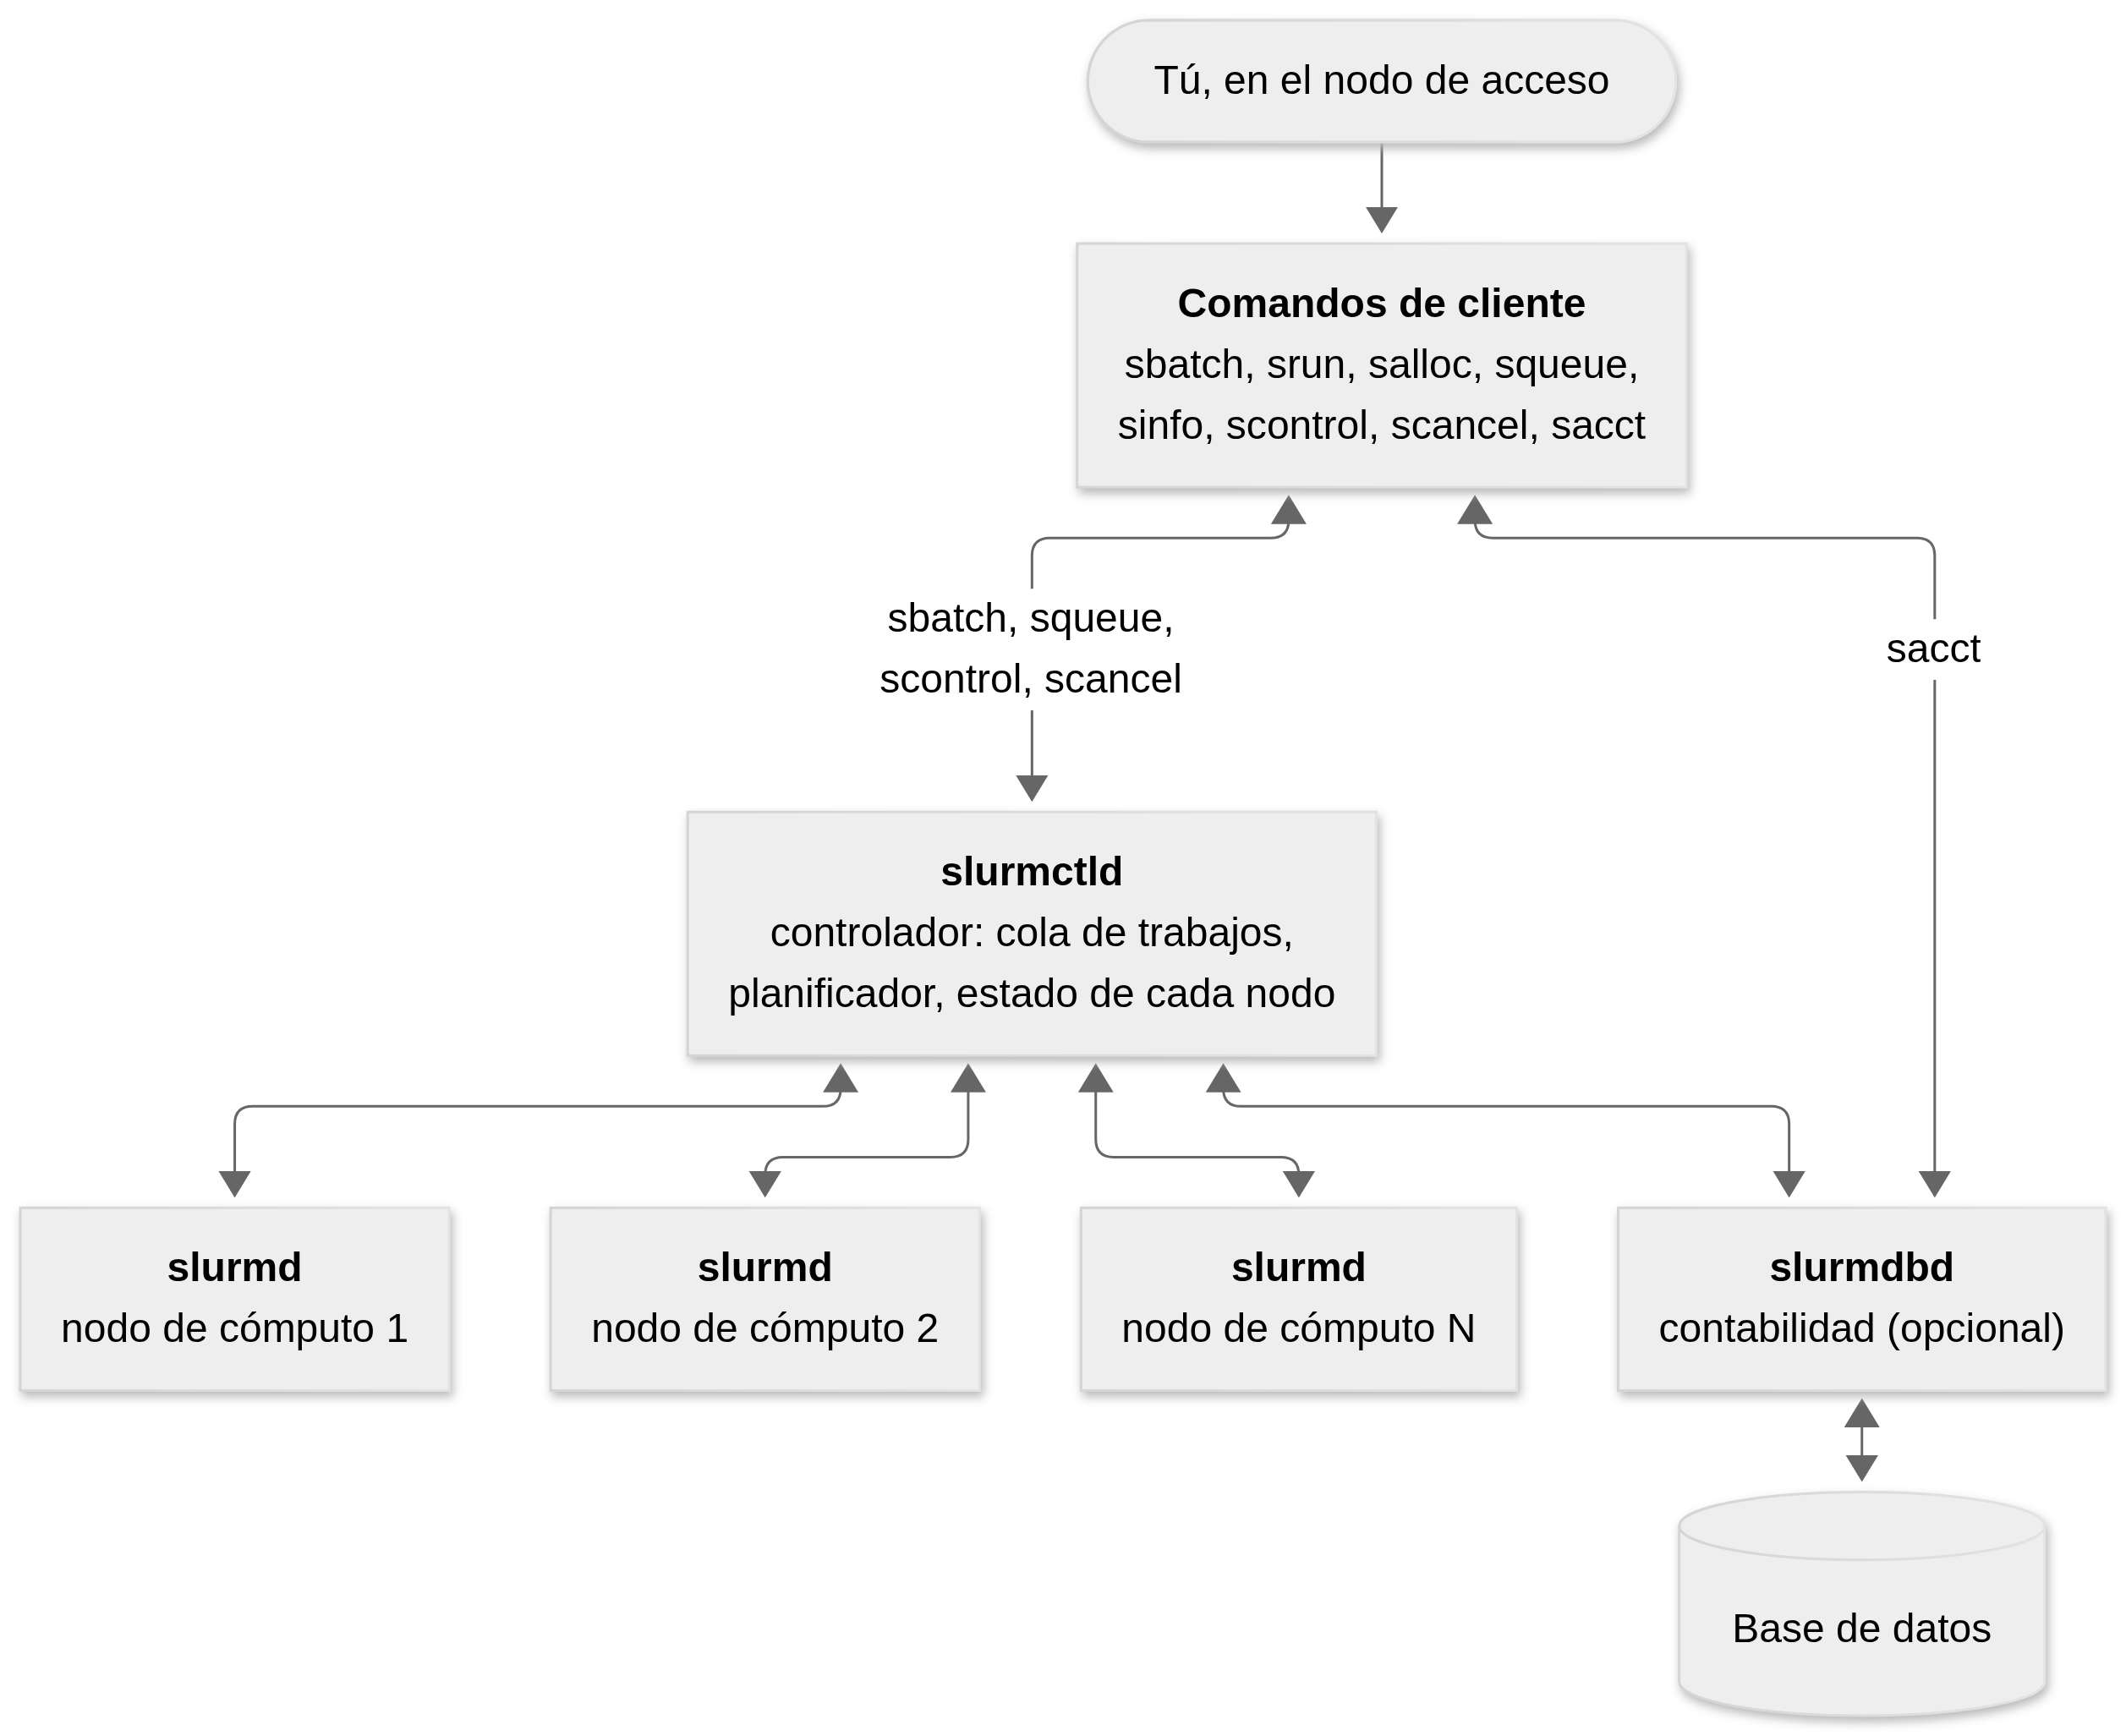 Tú, en el nodo de acceso
Comandos de cliente
sbatch, srun, salloc, squeue,
sinfo, scontrol, scancel, sacct
sbatch, squeue,
scontrol, scancel
sacct
slurmctld
controlador: cola de trabajos,
planificador, estado de cada nodo
slurmd
nodo de cómputo 1
slurmd
nodo de cómputo 2
slurmd
nodo de cómputo N
slurmdbd
contabilidad (opcional)
Base de datos